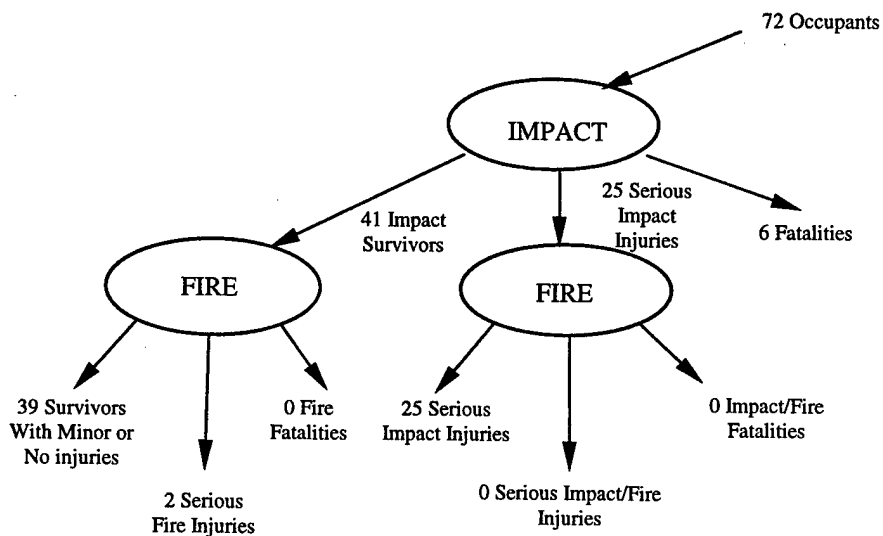 72 Occupants
IMPACT
41 Impact
Survivors
25 Serious
Impact
Injuries
6 Fatalities
FIRE
FIRE
39 Survivors
With Minor or
No injuries
2 Serious
Fire Injuries
0 Fire
Fatalities
25 Serious
Impact Injuries
0 Serious Impact/Fire
Injuries
0 Impact/Fire
Fatalities